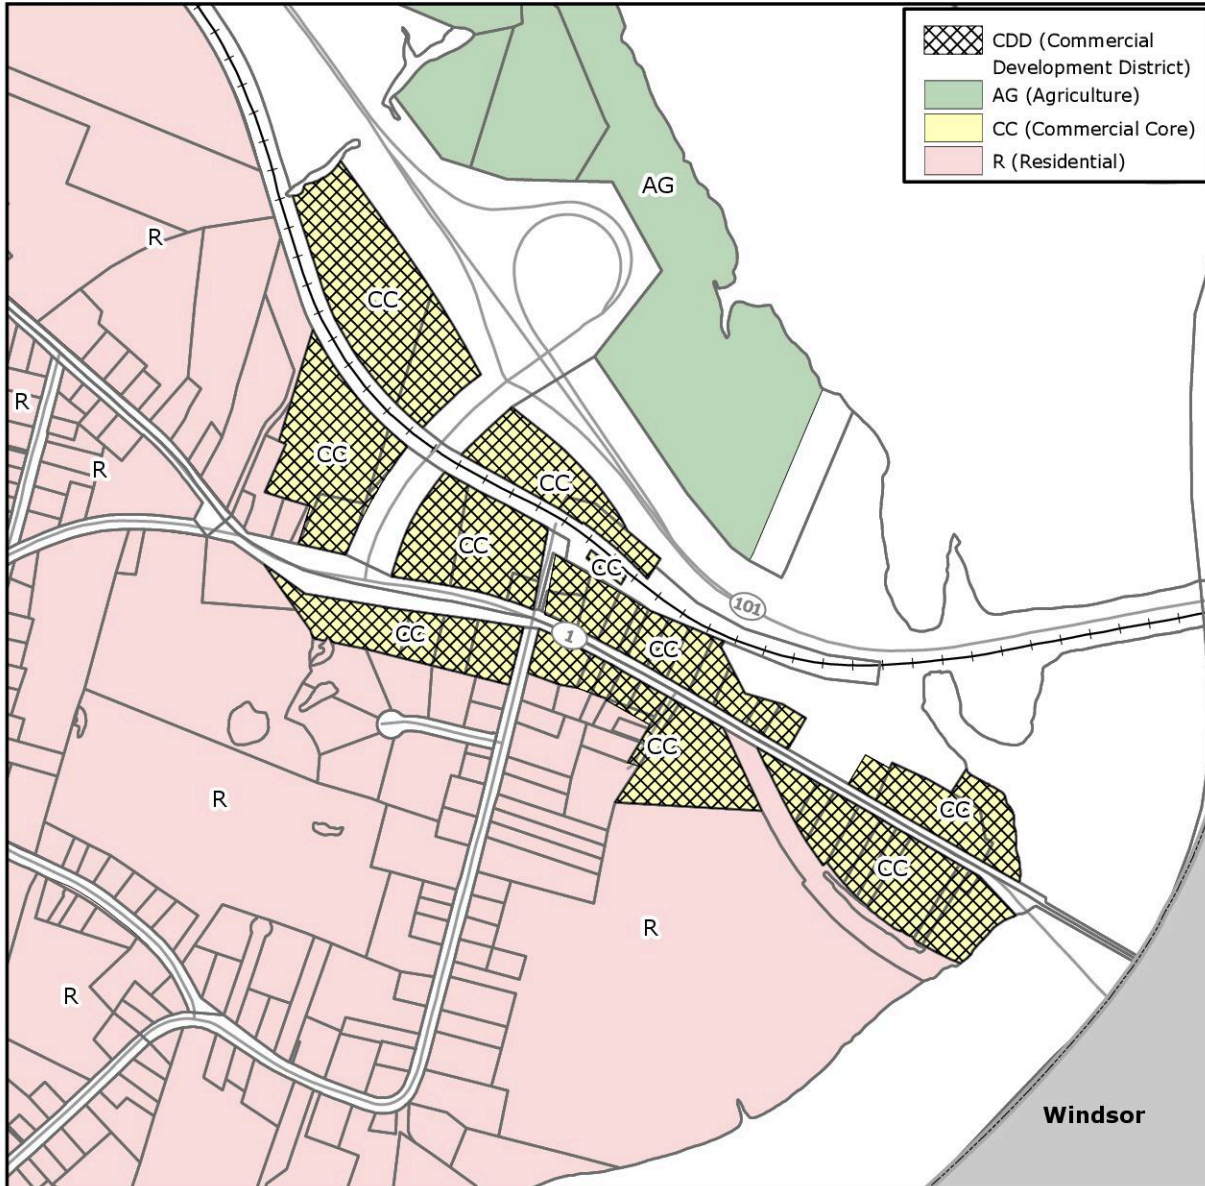 CDD (Commercial
Development District)
AG (Agriculture)
CC (Commercial Core)
R (Residential)
AG
R
CC
R
CC
R
CC
CC
CC
101
CC
1
CC
CC
R
CC
CC
R
R
Windsor